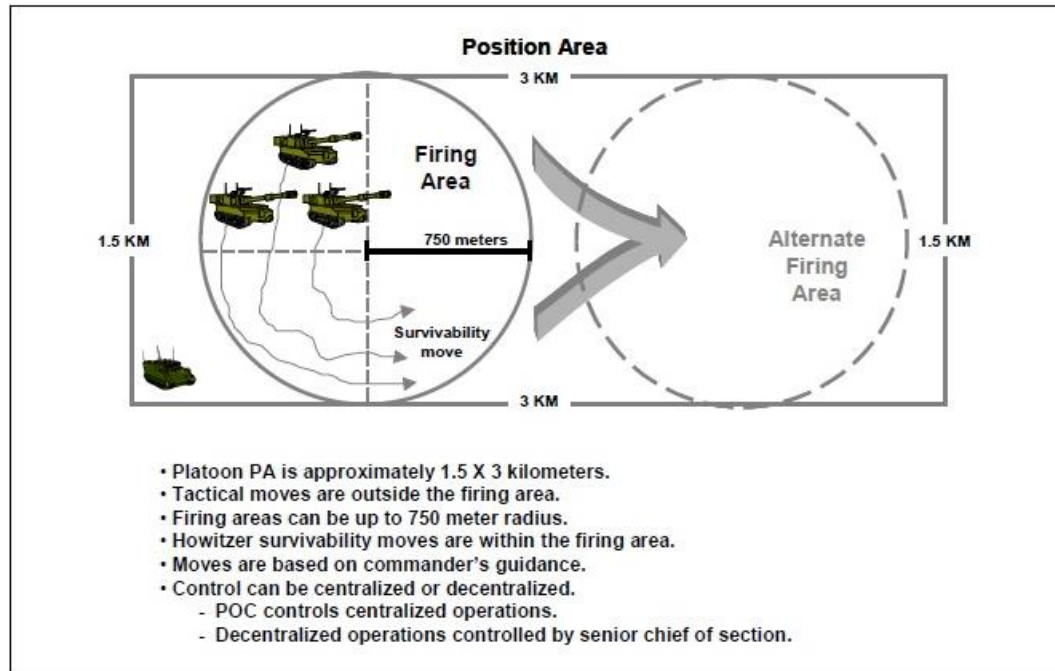 Position Area
3 KM
Firing
Area
1.5 KM
750 meters
Alternate
Firing
Area
1.5 KM
Survivability
move
3 KM
• Platoon PA is approximately 1.5 X 3 kilometers.
• Tactical moves are outside the firing area.
• Firing areas can be up to 750 meter radius.
• Howitzer survivability moves are within the firing area.
• Moves are based on commander's guidance.
• Control can be centralized or decentralized.
- POC controls centralized operations.
- Decentralized operations controlled by senior chief of section.